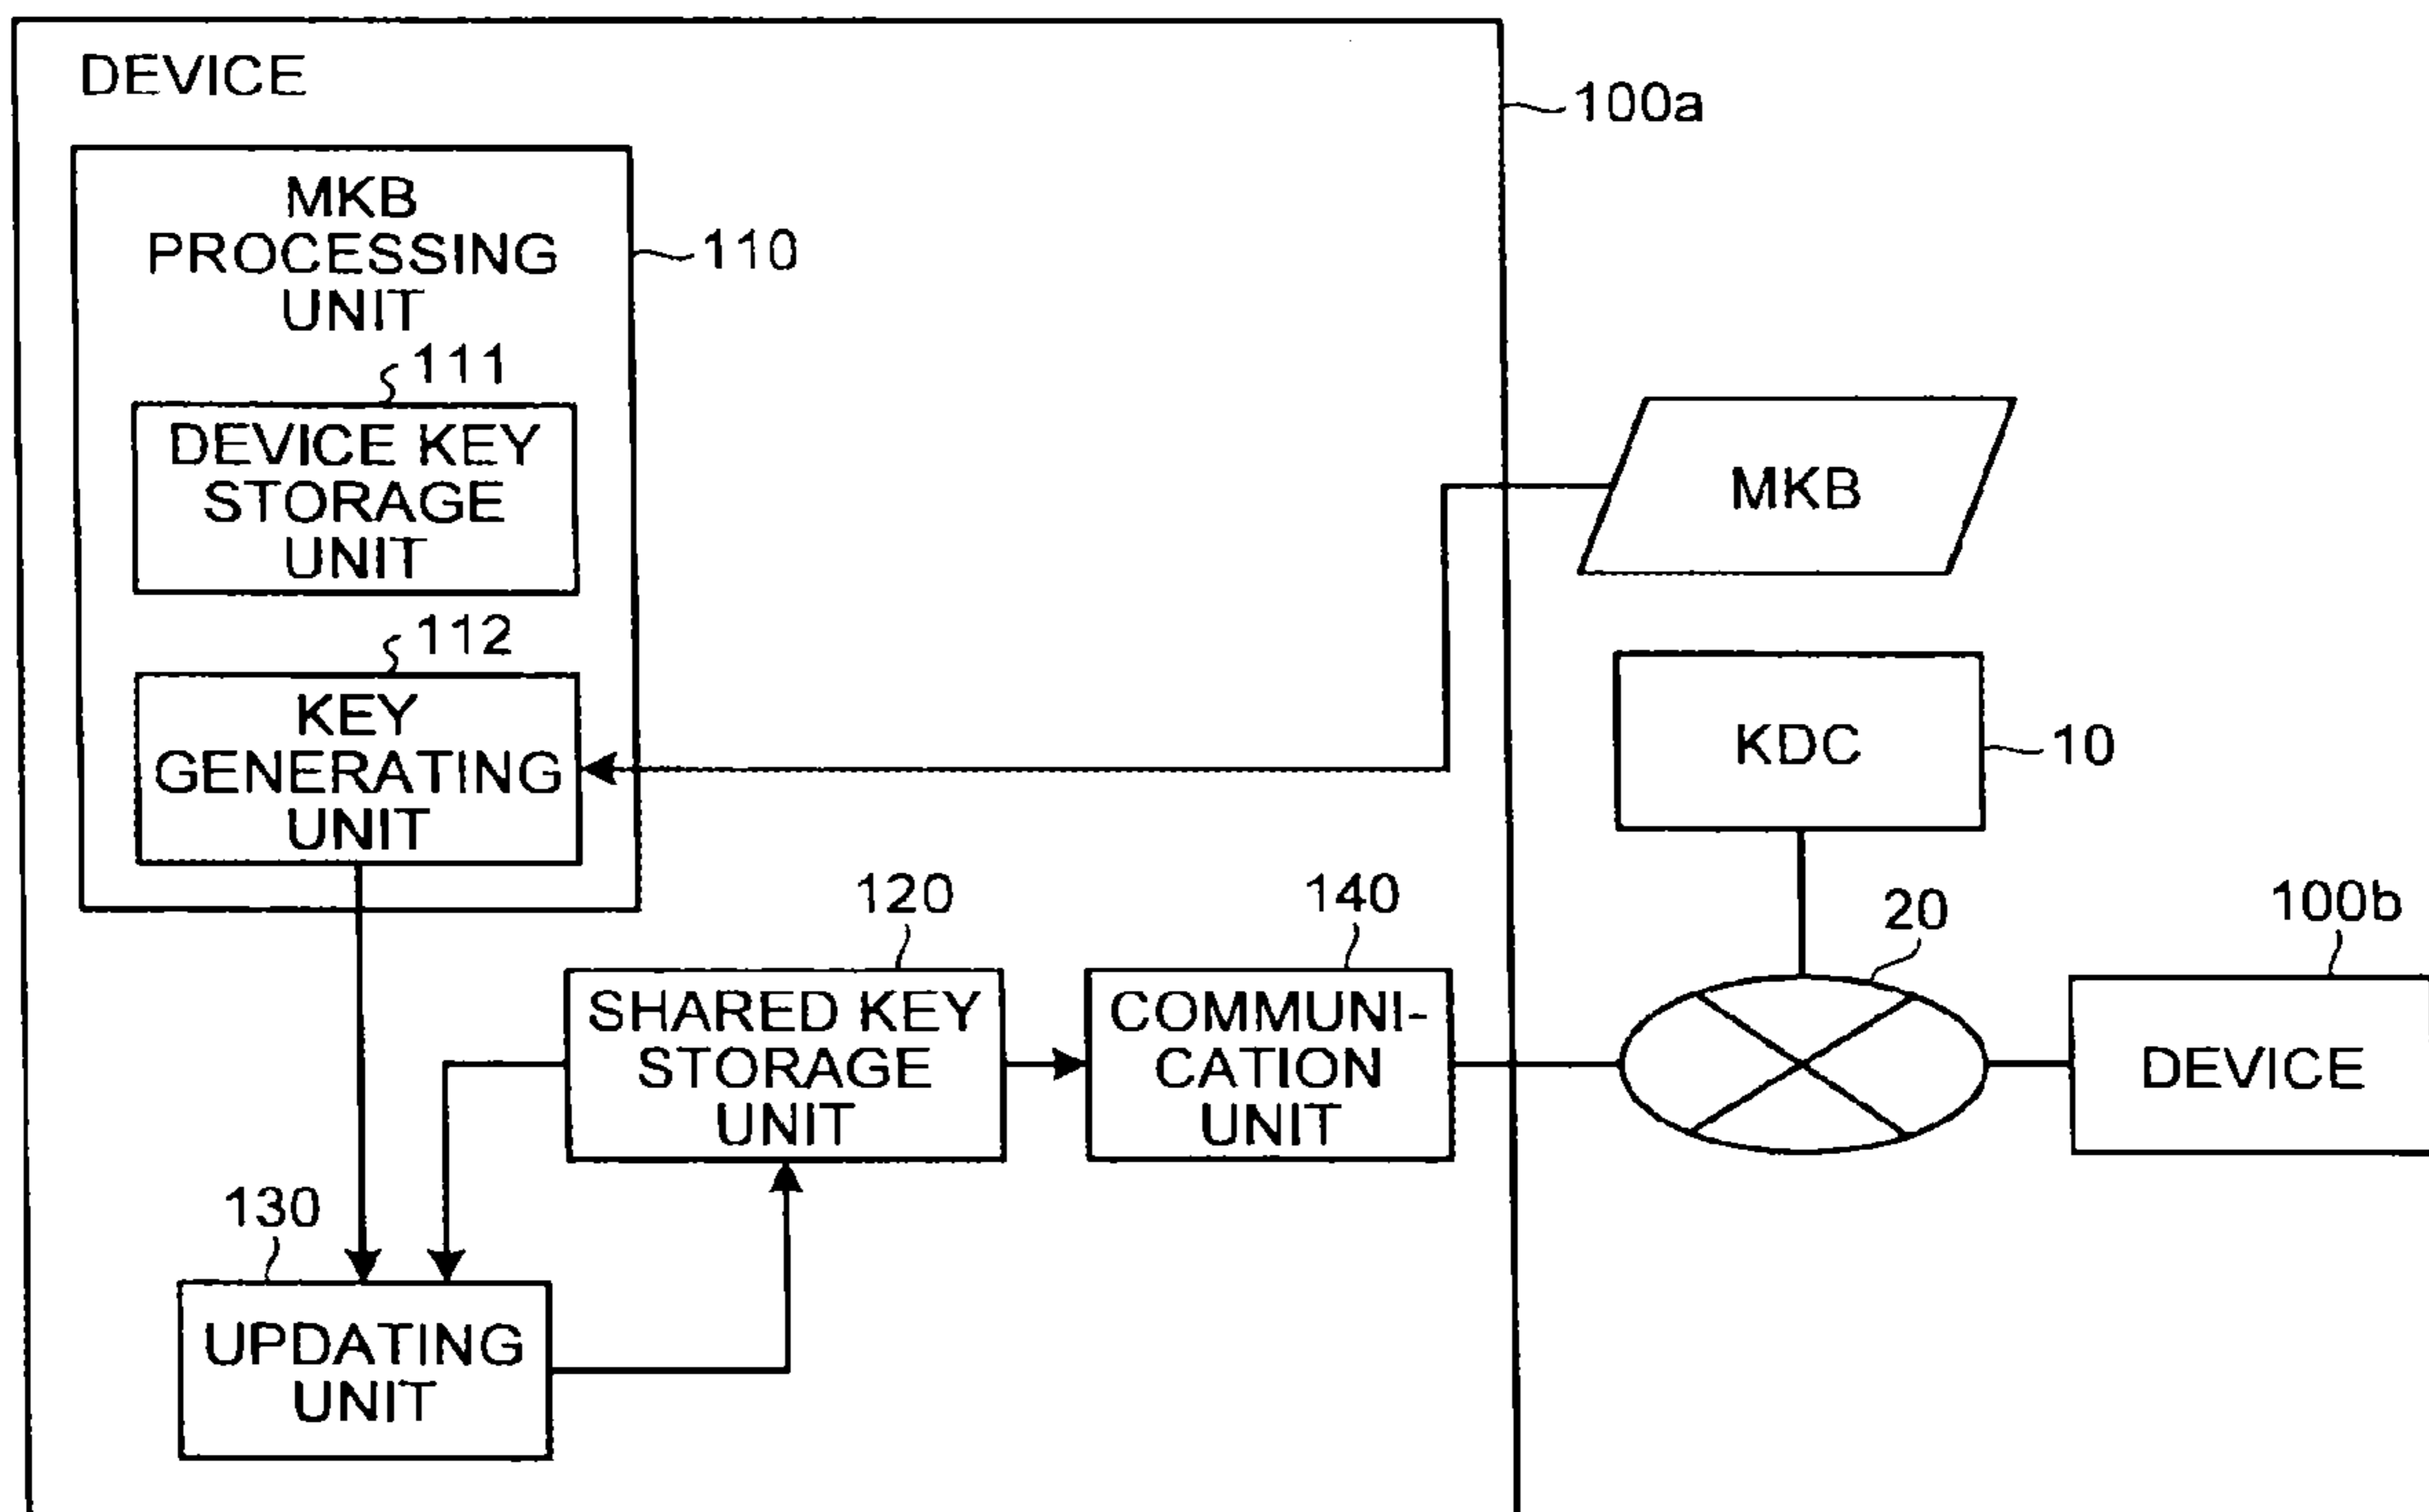 DEVICE
100a
MKB
PROCESSING
UNIT
110
111
DEVICE KEY
STORAGE
UNIT
MKB
112
KEY
GENERATING
UNIT
KDC
10
120
140
20
100b
SHARED KEY
STORAGE
UNIT
COMMUNI-
CATION
UNIT
DEVICE
130
UPDATING
UNIT